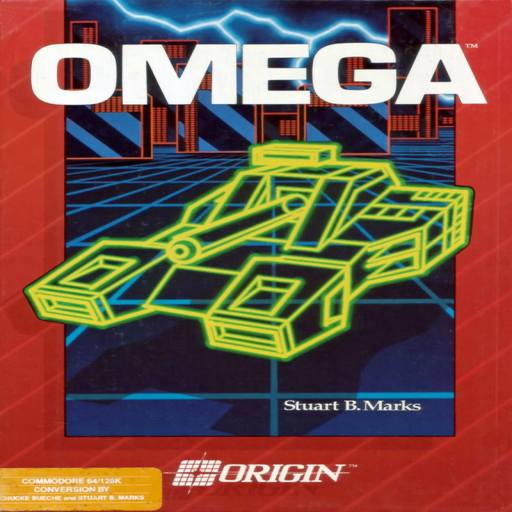 OMEGA™
Stuart B. Marks
ORIGIN™
COMMODORE 64/128K
CONVERSION BY
CHUCKE BUECHE and STUART B. MARKS